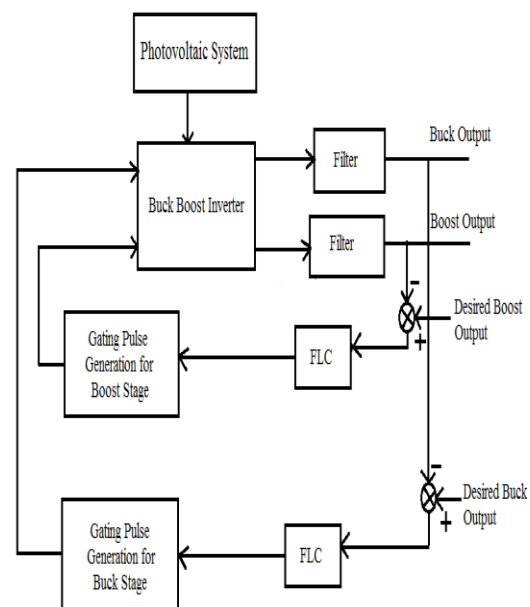 Photovoltaic System
Buck Boost Inverter
Filter
Buck Output
Filter
Boost Output
-
+
Desired Boost
Output
FLC
Gating Pulse
Generation for
Boost Stage
-
+
Desired Buck
Output
FLC
Gating Pulse
Generation for
Buck Stage